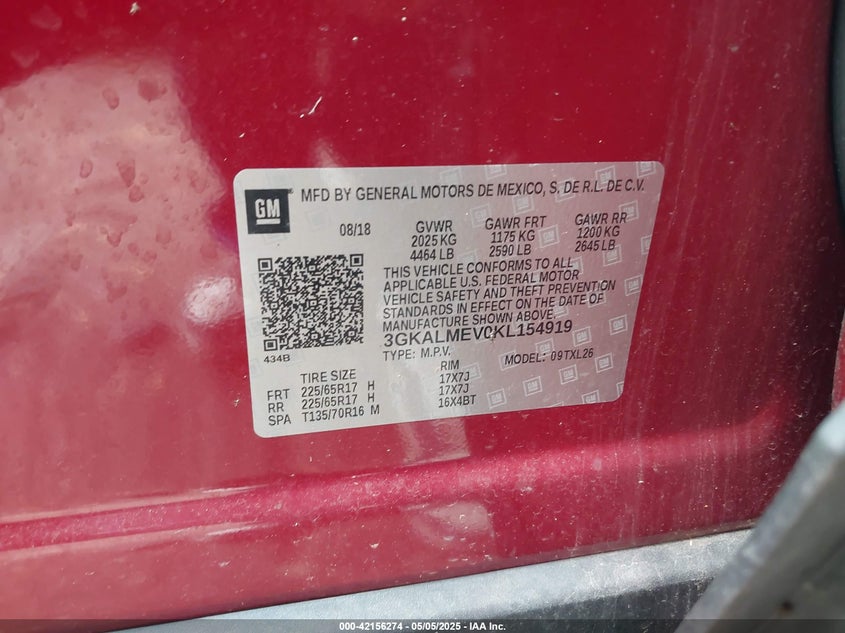 GM
MFD BY GENERAL MOTORS DE MEXICO, S. DE R.L. DE C.V.
08/18 GVWR GAWR FRT GAWR RR
2025 KG 1175 KG 1200 KG
4464 LB 2590 LB 2645 LB
THIS VEHICLE CONFORMS TO ALL
APPLICABLE U.S. FEDERAL MOTOR
VEHICLE SAFETY AND THEFT PREVENTION
STANDARDS IN EFFECT ON THE DATE OF
MANUFACTURE SHOWN ABOVE.
3GKALMEV0KL154919
434B
TYPE: M.P.V. MODEL: 09TXL26
TIRE SIZE RIM
FRT 225/65R17 H 17X7J
RR 225/65R17 H 17X7J
SPA T135/70R16 M 16X4BT
000-42156274 | 05/05/2025 — IAA Inc.